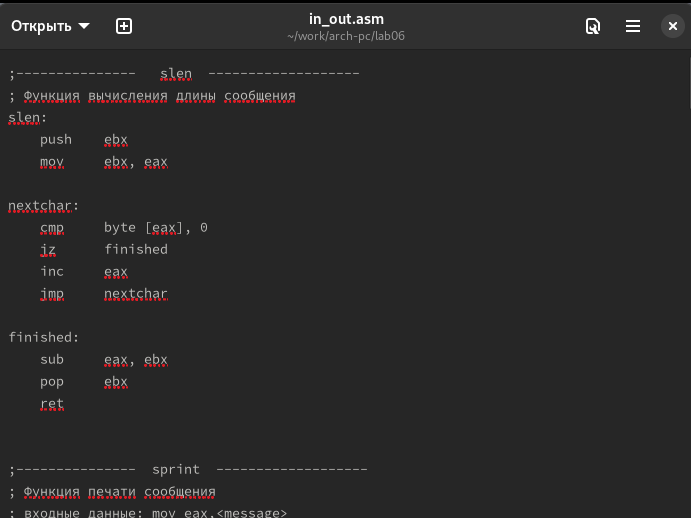 Открыть
in_out.asm
~/work/arch-pc/lab06
;---------------   slen  -------------------
; Функция вычисления длины сообщения
slen:
    push    ebx
    mov     ebx, eax
nextchar:
    cmp     byte [eax], 0
    jz      finished
    inc     eax
    jmp     nextchar
finished:
    sub     eax, ebx
    pop     ebx
    ret
;---------------  sprint  -------------------
; Функция печати сообщения
; входные данные: mov eax,<message>